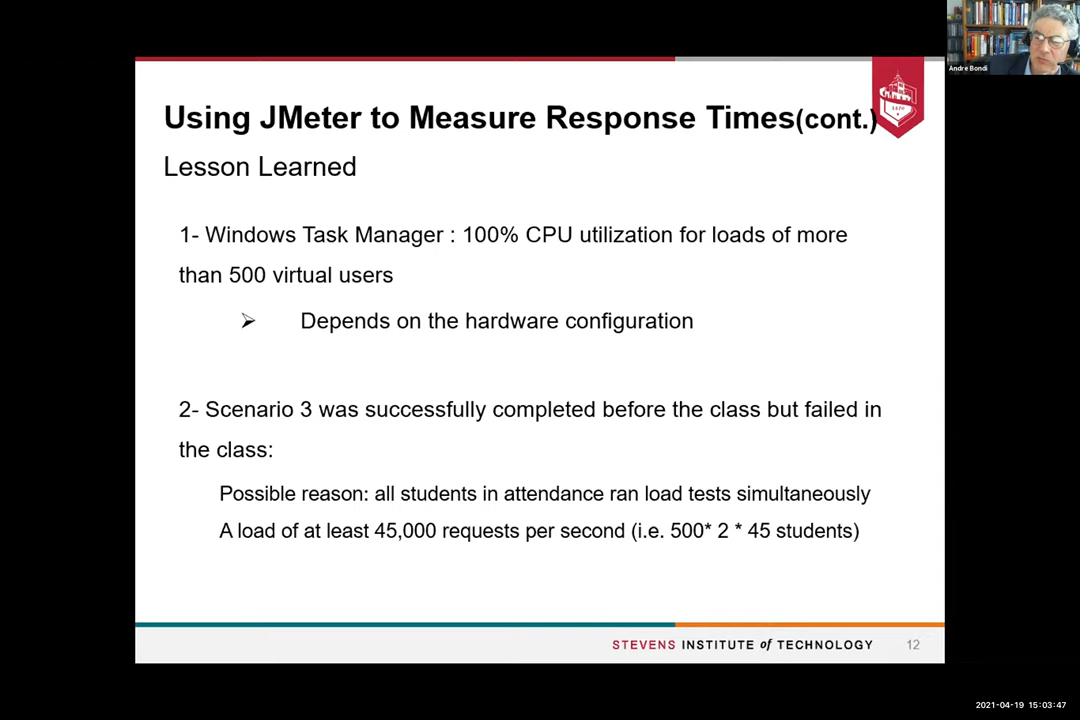 Andre Bondi
Using JMeter to Measure Response Times(cont.)
Lesson Learned
1- Windows Task Manager : 100% CPU utilization for loads of more
than 500 virtual users
➢ Depends on the hardware configuration
2- Scenario 3 was successfully completed before the class but failed in
the class:
Possible reason: all students in attendance ran load tests simultaneously
A load of at least 45,000 requests per second (i.e. 500* 2 * 45 students)
STEVENS INSTITUTE of TECHNOLOGY 12
2021-04-19 15:03:47